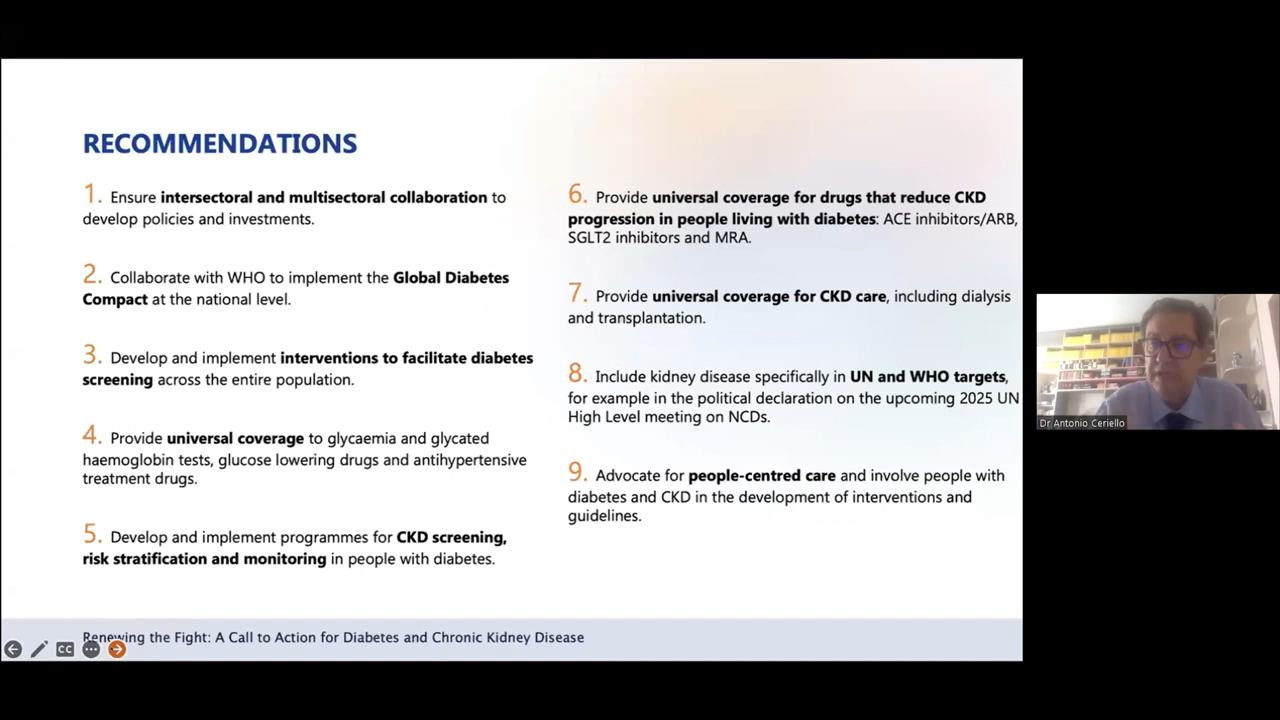 RECOMMENDATIONS
1. Ensure intersectoral and multisectoral collaboration to
develop policies and investments.
2. Collaborate with WHO to implement the Global Diabetes
Compact at the national level.
3. Develop and implement interventions to facilitate diabetes
screening across the entire population.
4. Provide universal coverage to glycaemia and glycated
haemoglobin tests, glucose lowering drugs and antihypertensive
treatment drugs.
5. Develop and implement programmes for CKD screening,
risk stratification and monitoring in people with diabetes.
6. Provide universal coverage for drugs that reduce CKD
progression in people living with diabetes: ACE inhibitors/ARB,
SGLT2 inhibitors and MRA.
7. Provide universal coverage for CKD care, including dialysis
and transplantation.
8. Include kidney disease specifically in UN and WHO targets,
for example in the political declaration on the upcoming 2025 UN
High Level meeting on NCDs.
9. Advocate for people-centred care and involve people with
diabetes and CKD in the development of interventions and
guidelines.
Renewing the Fight: A Call to Action for Diabetes and Chronic Kidney Disease
CC
Dr Antonio Ceriello